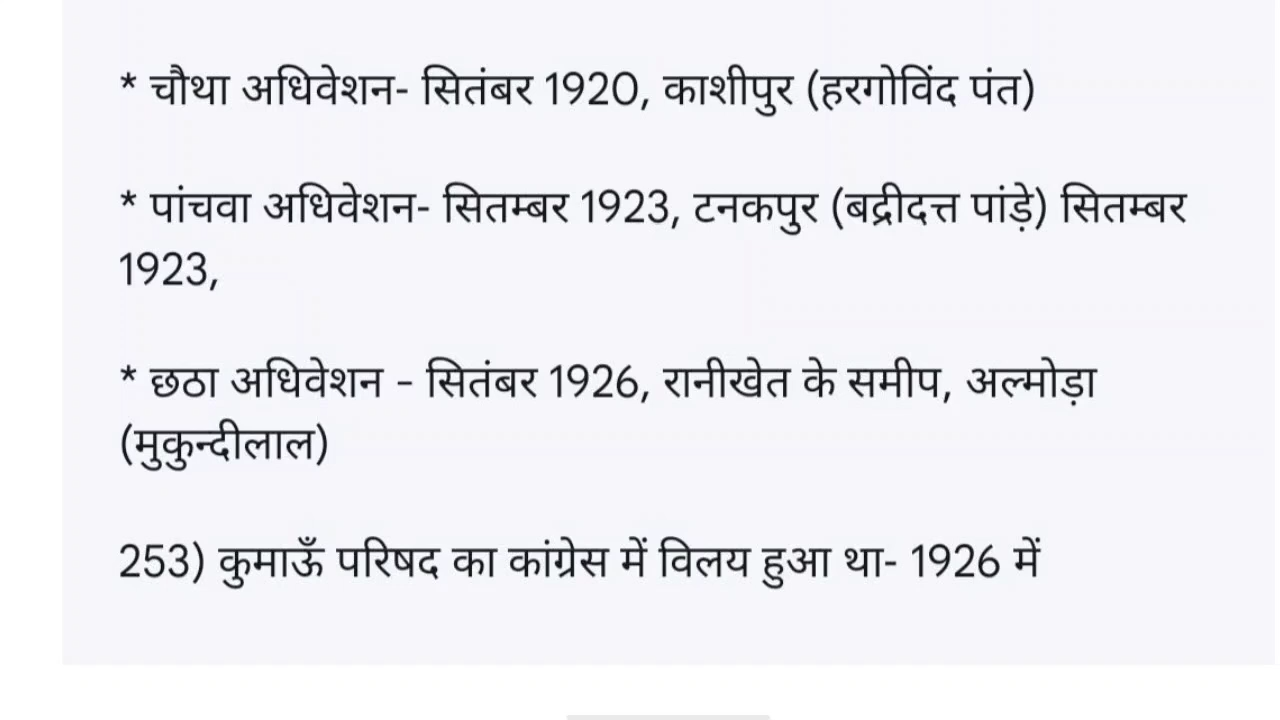 * चौथा अधिवेशन- सितंबर 1920, काशीपुर (हरगोविंद पंत)
* पांचवा अधिवेशन- सितम्बर 1923, टनकपुर (बद्रीदत्त पांड़े) सितम्बर
1923,
* छठा अधिवेशन - सितंबर 1926, रानीखेत के समीप, अल्मोड़ा
(मुकुन्दीलाल)
253) कुमाऊँ परिषद का कांग्रेस में विलय हुआ था- 1926 में